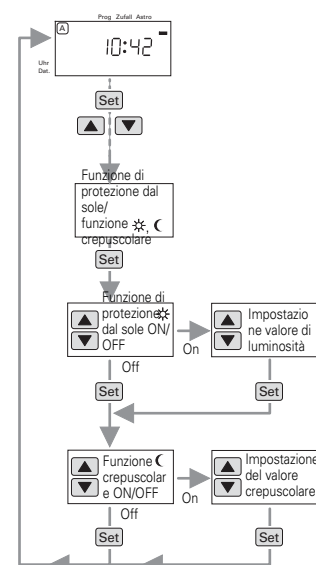 Prog Zufall Astro
A
10:42
Uhr
Dat.
Set
Funzione di
protezione dal
sole/
funzione ☼, ☾
crepuscolare
Set
Funzione di
protezione☼
dal sole ON/
OFF
On
Impostazio
ne valore di
luminosità
Off
Set
Set
Funzione ☾
crepuscolar
e ON/OFF
On
Impostazione
del valore
crepuscolare
Off
Set
Set